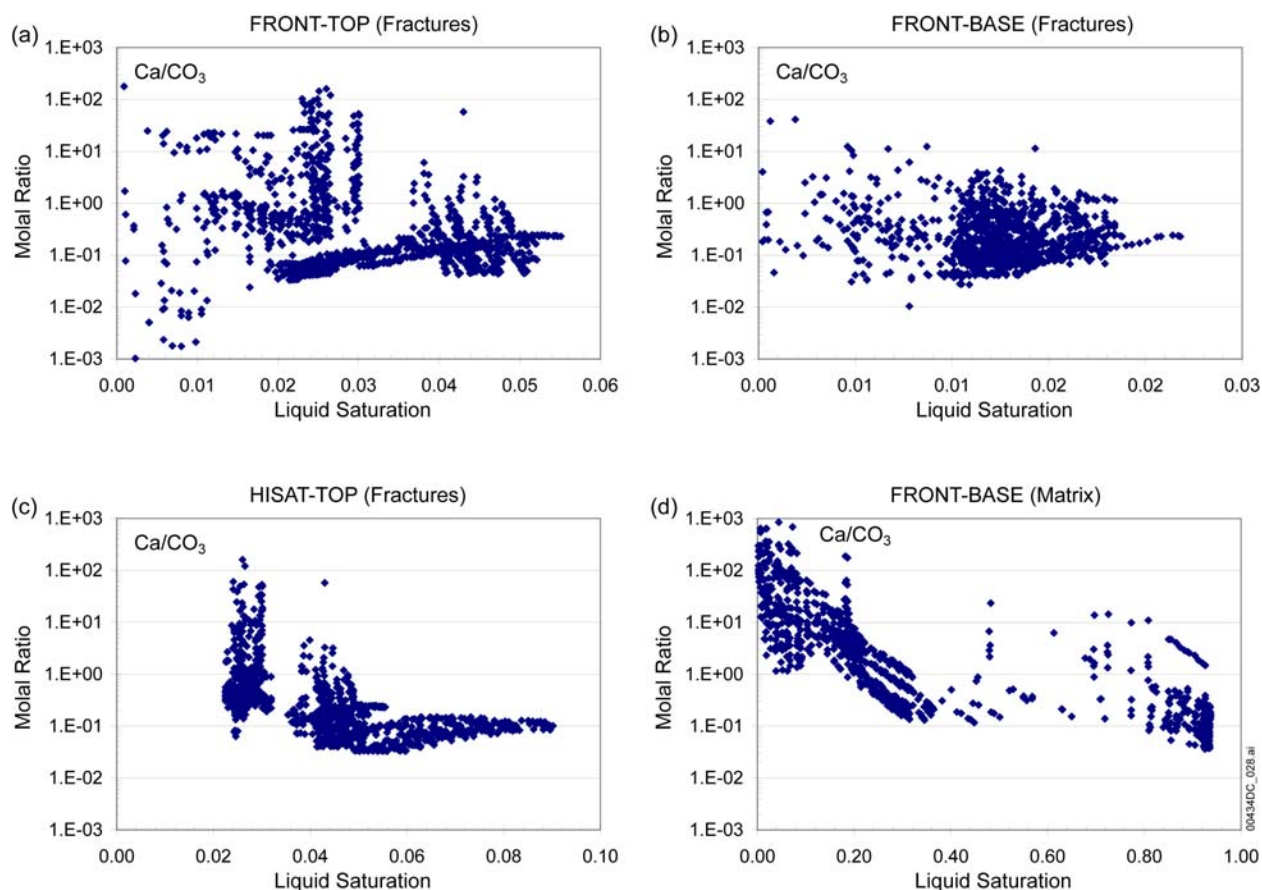 (a)
FRONT-TOP (Fractures)
Ca/CO3
Molal Ratio
1.E+03
1.E+02
1.E+01
1.E+00
1.E-01
1.E-02
1.E-03
0.00 0.01 0.02 0.03 0.04 0.05 0.06
Liquid Saturation
(b)
FRONT-BASE (Fractures)
Ca/CO3
Molal Ratio
1.E+03
1.E+02
1.E+01
1.E+00
1.E-01
1.E-02
1.E-03
0.00 0.01 0.01 0.02 0.02 0.03
Liquid Saturation
(c)
HISAT-TOP (Fractures)
Ca/CO3
Molal Ratio
1.E+03
1.E+02
1.E+01
1.E+00
1.E-01
1.E-02
1.E-03
0.00 0.02 0.04 0.06 0.08 0.10
Liquid Saturation
(d)
FRONT-BASE (Matrix)
Ca/CO3
Molal Ratio
1.E+03
1.E+02
1.E+01
1.E+00
1.E-01
1.E-02
1.E-03
0.00 0.20 0.40 0.60 0.80 1.00
Liquid Saturation
00434DC_028.ai